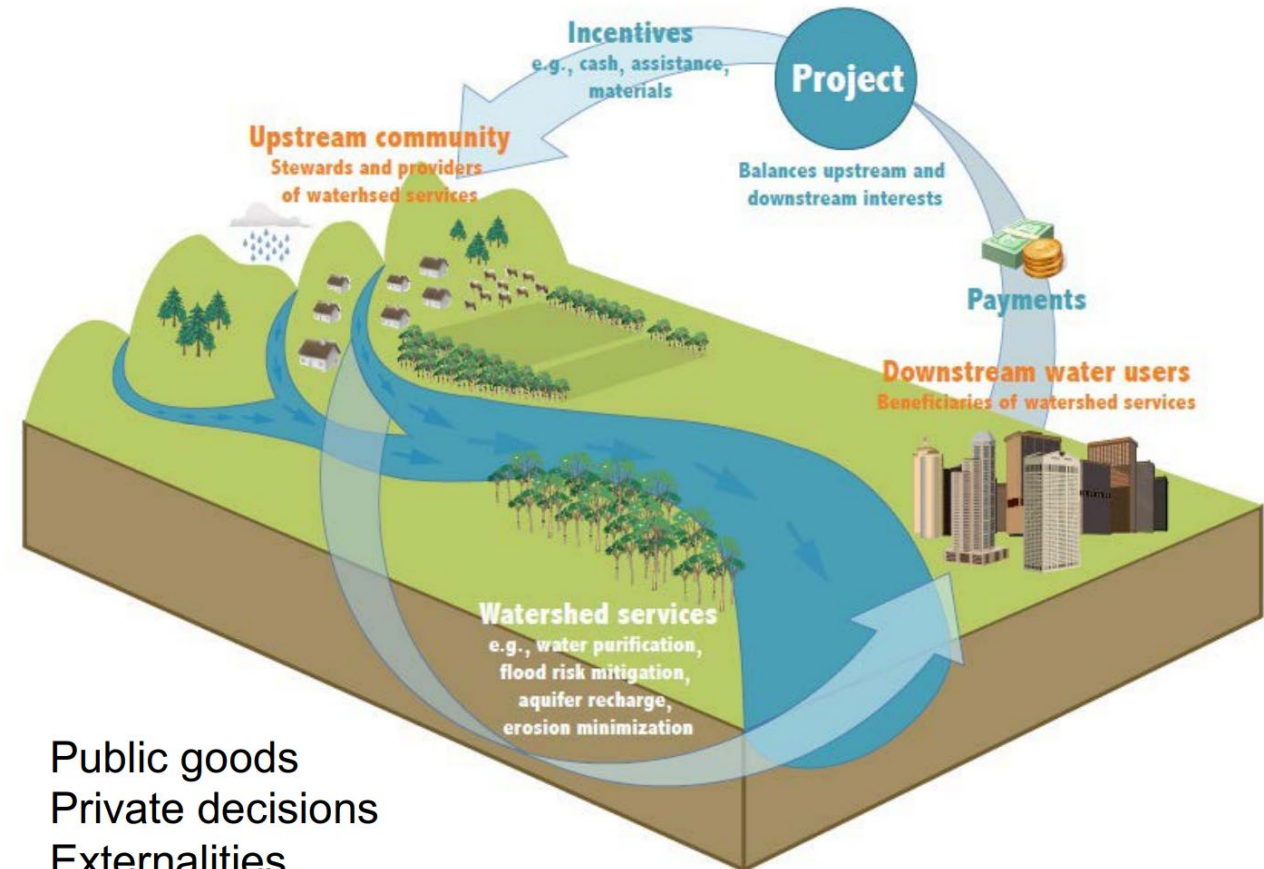 Incentives
e.g., cash, assistance,
materials
Project
Upstream community
Stewards and providers
of waterhsed services
Balances upstream and
downstream interests
Payments
Downstream water users
Beneficiaries of watershed services
Watershed services
e.g., water purification,
flood risk mitigation,
aquifer recharge,
erosion minimization
Public goods
Private decisions
Externalities